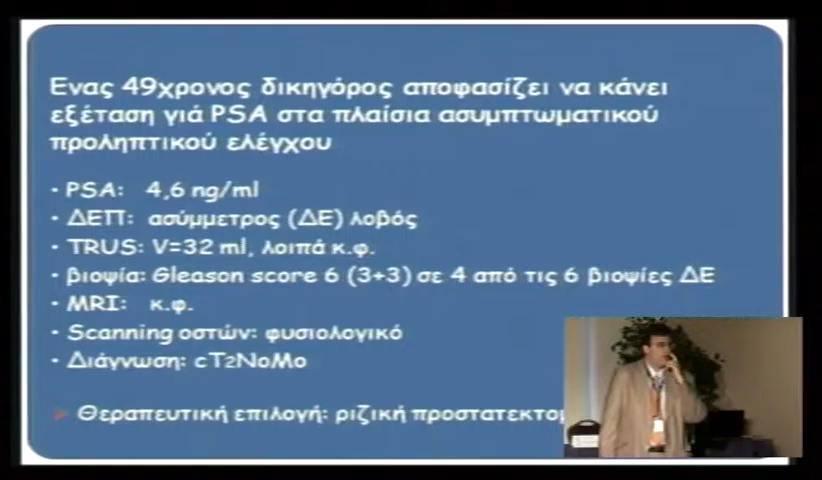 Ενας 49χρονος δικηγόρος αποφασίζει να κάνει
εξέταση γιά PSA στα πλαίσια ασυμπτωματικού
προληπτικού ελέγχου
• PSA: 4,6 ng/ml
• ΔΕΠ: ασύμμετρος (ΔΕ) λοβός
• TRUS: V=32 ml, λοιπά κ.φ.
• βιοψία: Gleason score 6 (3+3) σε 4 από τις 6 βιοψίες ΔΕ
• MRI: κ.φ.
• Scanning οστών: φυσιολογικό
• Διάγνωση: cT2NoMo
➢ Θεραπευτική επιλογή: ριζική προστατεκτο